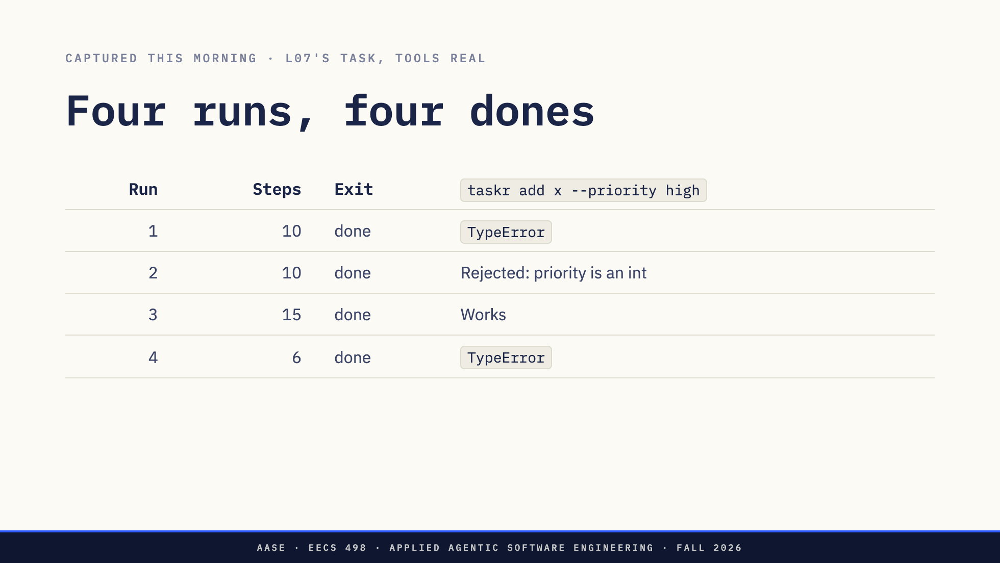 CAPTURED THIS MORNING · L07'S TASK, TOOLS REAL
Four runs, four dones
Run Steps Exit taskr add x --priority high
1 10 done TypeError
2 10 done Rejected: priority is an int
3 15 done Works
4 6 done TypeError
AASE · EECS 498 · APPLIED AGENTIC SOFTWARE ENGINEERING · FALL 2026